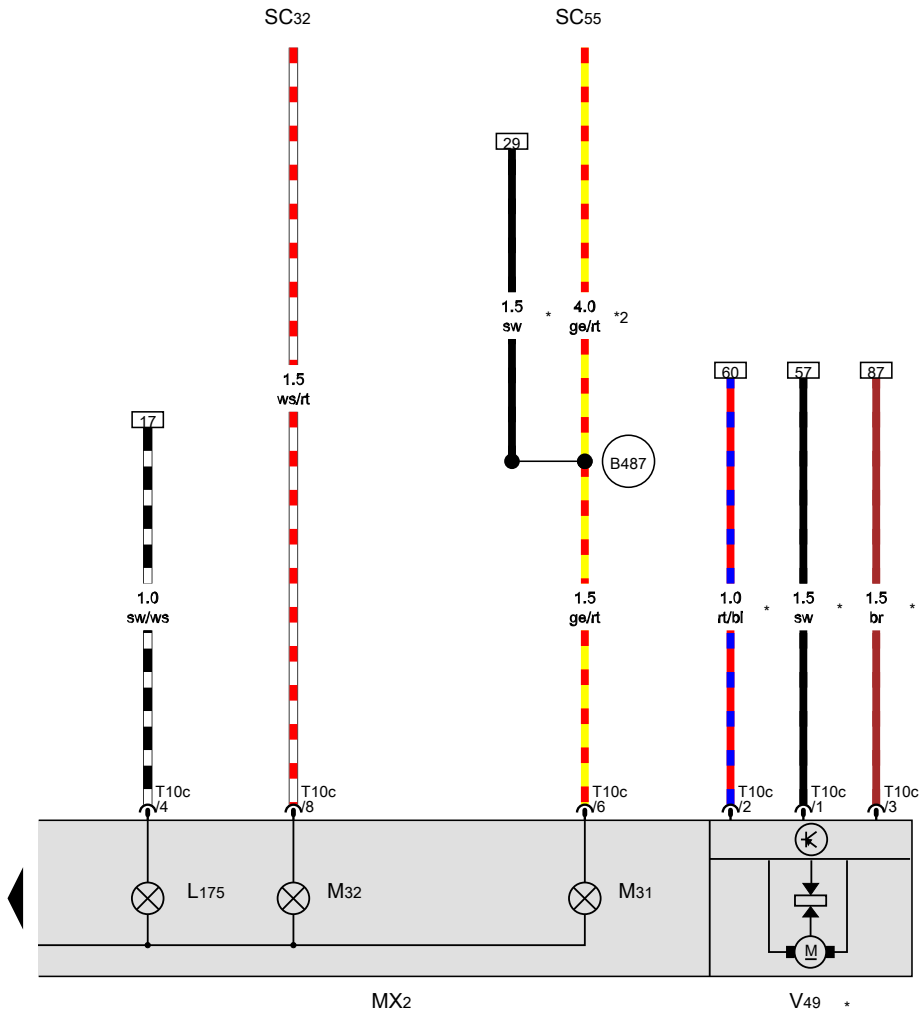 SC32 SC55
29
1.5 4.0
sw * ge/rt *2
60 57 87
1.5
ws/rt
17
B487
1.0 1.5 1.0 1.5 1.5
sw/ws ge/rt rt/bl * sw * br *
T10c T10c T10c T10c T10c T10c
/4 /8 /6 /2 /1 /3
L175 M32 M31
M
MX2 V49 *